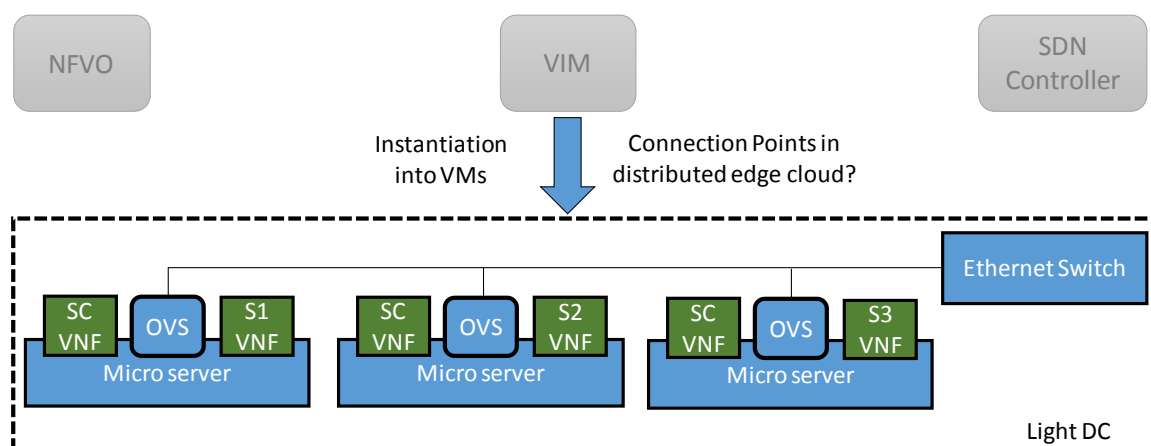 NFVO
VIM
SDN
Controller
Instantiation
into VMs
Connection Points in
distributed edge cloud?
Ethernet Switch
SC
VNF
OVS
S1
VNF
Micro server
SC
VNF
OVS
S2
VNF
Micro server
SC
VNF
OVS
S3
VNF
Micro server
Light DC